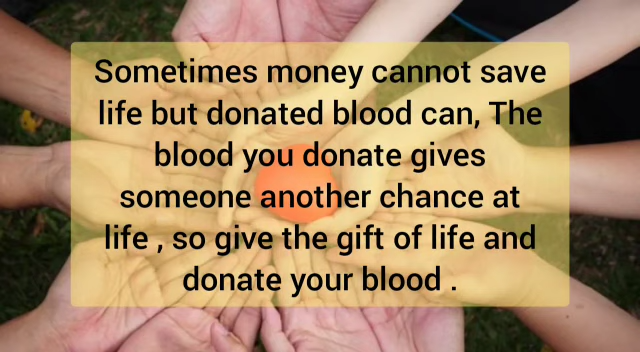 Sometimes money cannot save
life but donated blood can, The
blood you donate gives
someone another chance at
life , so give the gift of life and
donate your blood .